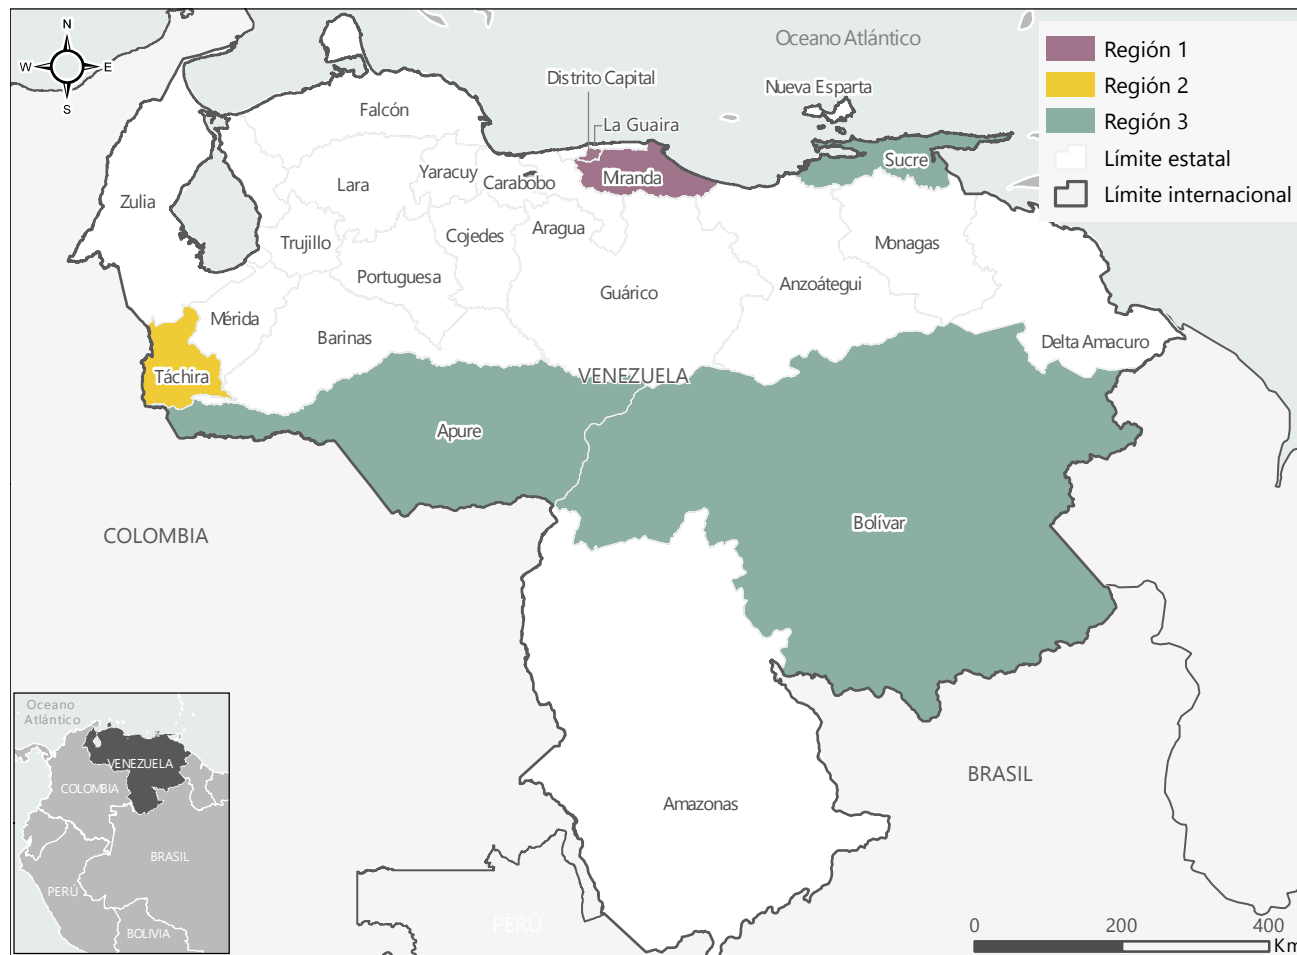 N
W
E
S
Oceano Atlántico
Región 1
Región 2
Región 3
Límite estatal
Límite internacional
Distrito Capital
Nueva Esparta
La Guaira
Falcón
Sucre
Yaracuy
Carabobo
Mranda
Lara
Zulia
Trujillo
Cojedes
Aragua
Monagas
Portuguesa
Guárico
Anzoátegui
Mérida
Barinas
Delta Amacuro
Táchira
VENEZUELA
Apure
Bolívar
COLOMBIA
BRASIL
Amazonas
PERÚ
Oceano
Atlántico
VENEZUELA
COLOMBIA
BRASIL
PERÚ
BOLIVIA
0 200 400
Km